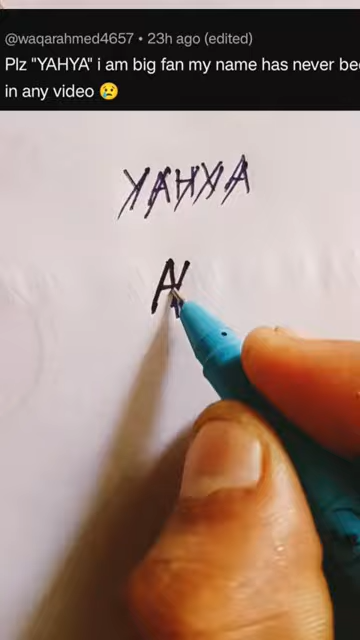 @waqarahmed4657 • 23h ago (edited)
Plz "YAHYA" i am big fan my name has never bee
in any video 😢
YAHYA